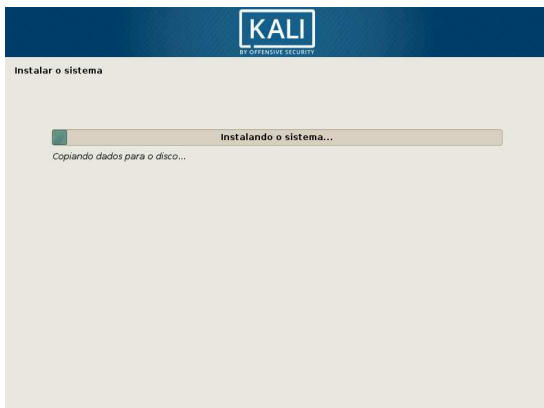 KALI
BY OFFENSIVE SECURITY
Instalar o sistema
Instalando o sistema...
Copiando dados para o disco...